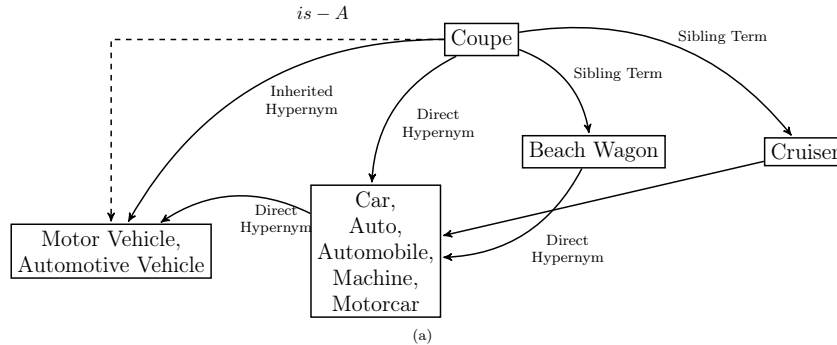 is − A
Coupe
Sibling Term
Sibling Term
Inherited
Hypernym
Direct
Hypernym
Beach Wagon
Cruiser
Car,
Auto,
Automobile,
Machine,
Motorcar
Direct
Hypernym
Motor Vehicle,
Automotive Vehicle
Direct
Hypernym
(a)